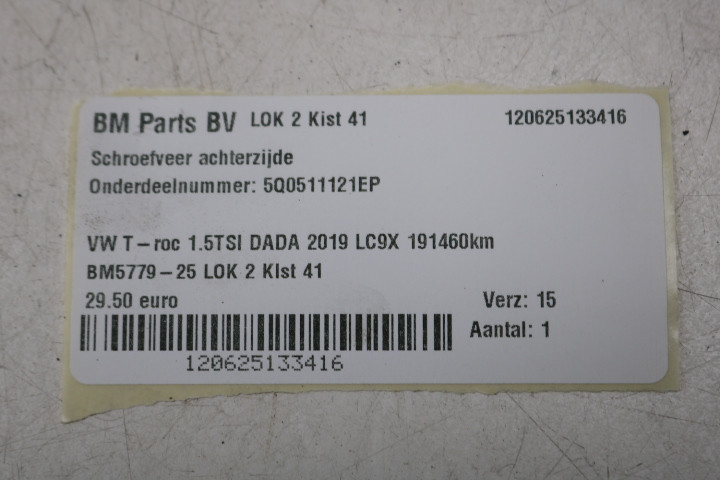 BM Parts BV LOK 2 Kist 41 120625133416
Schroefveer achterzijde
Onderdeelnummer: 5Q0511121EP
VW T-roc 1.5TSI DADA 2019 LC9X 191460km
BM5779-25 LOK 2 KIst 41
29.50 euro Verz: 15
Aantal: 1
120625133416